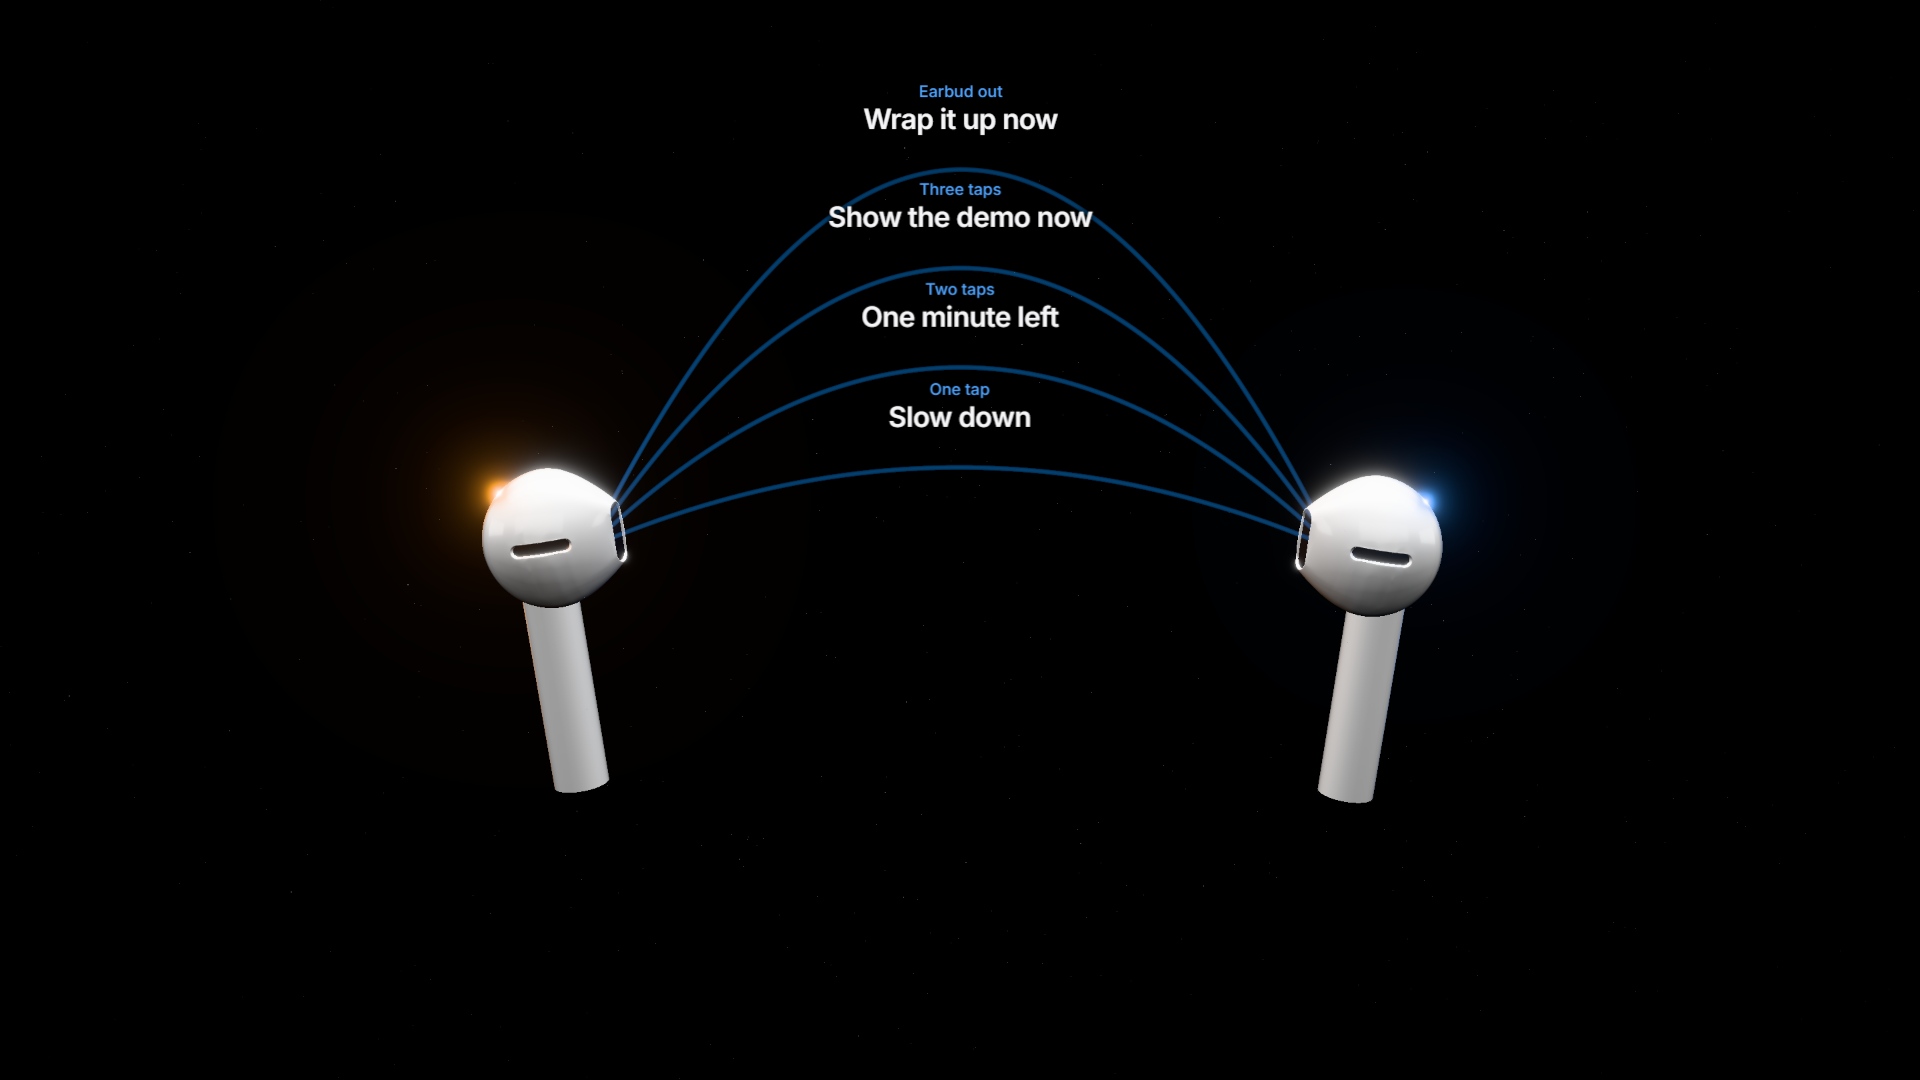 Earbud out
Wrap it up now
Three taps
Show the demo now
Two taps
One minute left
One tap
Slow down